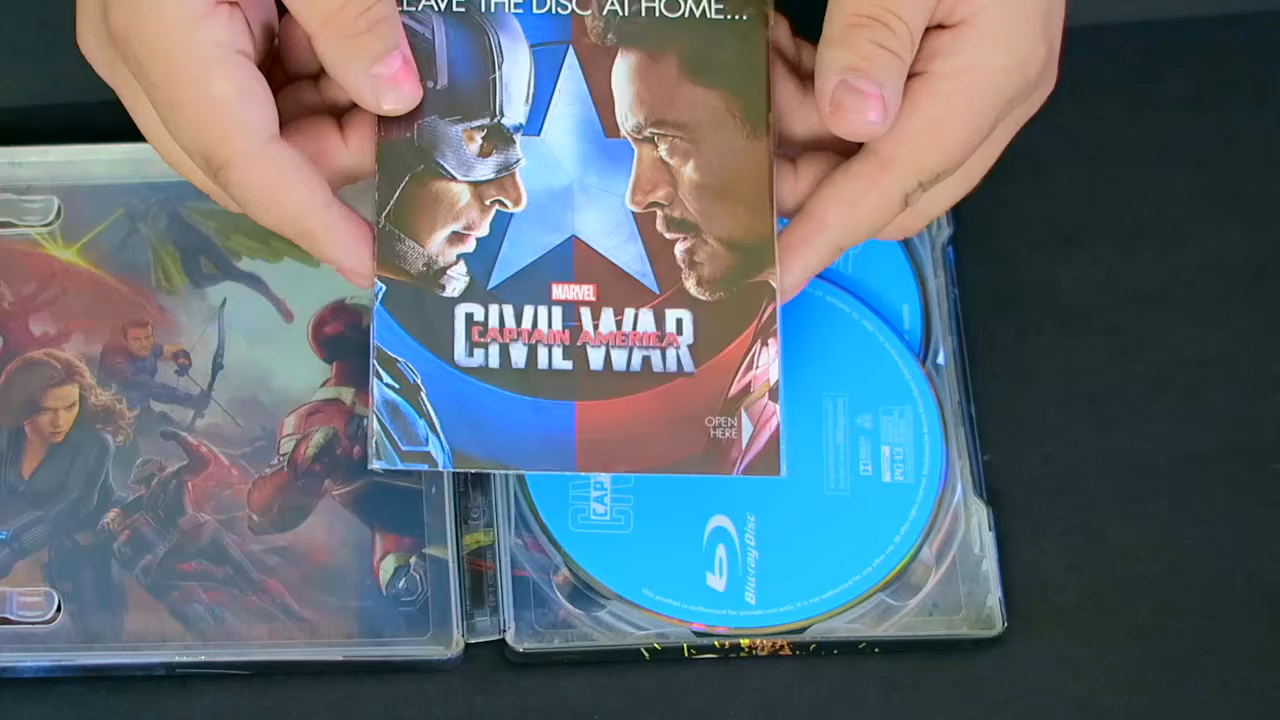 LEAVE THE DISC AT HOME...
MARVEL
CIVIL WAR
CAPTAIN AMERICA
OPEN
HERE
PG-13
Blu-ray Disc